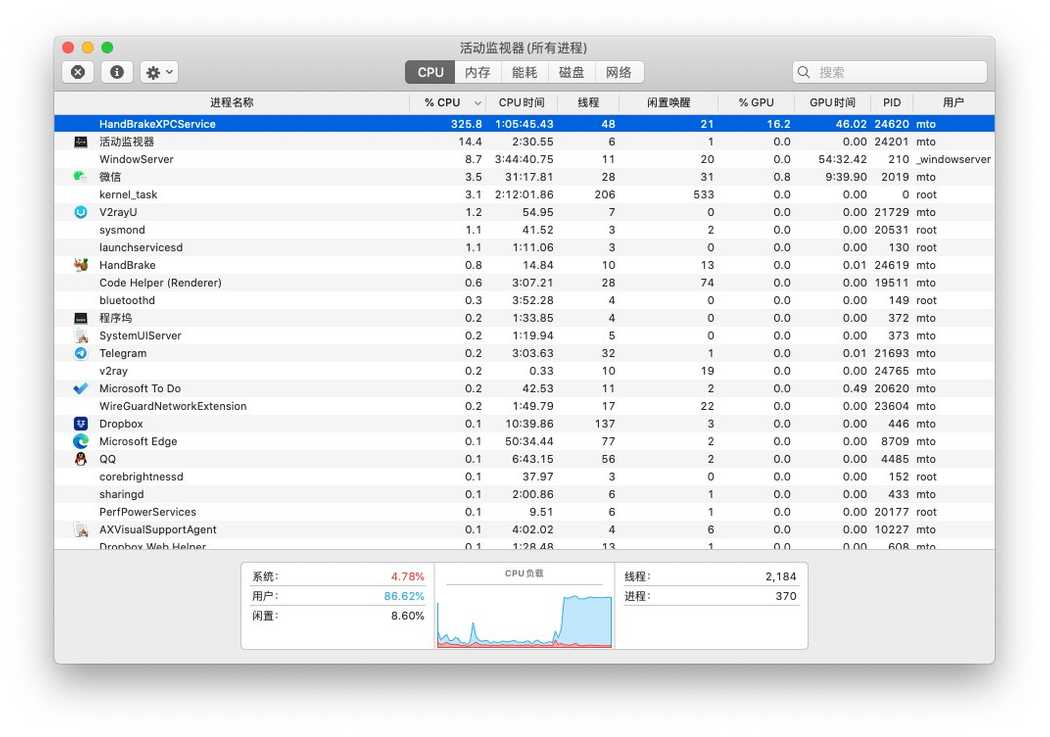 活动监视器(所有进程)
CPU 内存 能耗 磁盘 网络 搜索
进程名称 % CPU CPU时间 线程 闲置唤醒 % GPU GPU时间 PID 用户
HandBrakeXPCService 325.8 1:05:45.43 48 21 16.2 46.02 24620 mto
活动监视器 14.4 2:30.55 6 1 0.0 0.00 24201 mto
WindowServer 8.7 3:44:40.75 11 20 0.0 54:32.42 210 _windowserver
微信 3.5 31:17.81 28 31 0.8 9:39.90 2019 mto
kernel_task 3.1 2:12:01.86 206 533 0.0 0.00 0 root
V2rayU 1.2 54.95 7 0 0.0 0.00 21729 mto
sysmond 1.1 41.52 3 2 0.0 0.00 20531 root
launchservicesd 1.1 1:11.06 3 0 0.0 0.00 130 root
HandBrake 0.8 14.84 10 13 0.0 0.01 24619 mto
Code Helper (Renderer) 0.6 3:07.21 28 74 0.0 0.00 19511 mto
bluetoothd 0.3 3:52.28 4 0 0.0 0.00 149 root
程序坞 0.2 1:33.85 4 0 0.0 0.00 372 mto
SystemUIServer 0.2 1:19.94 5 0 0.0 0.00 373 mto
Telegram 0.2 3:03.63 32 1 0.0 0.01 21693 mto
v2ray 0.2 0.33 10 19 0.0 0.00 24765 mto
Microsoft To Do 0.2 42.53 11 2 0.0 0.49 20620 mto
WireGuardNetworkExtension 0.2 1:49.79 17 22 0.0 0.00 23604 mto
Dropbox 0.1 10:39.86 137 3 0.0 0.00 446 mto
Microsoft Edge 0.1 50:34.44 77 2 0.0 0.00 8709 mto
QQ 0.1 6:43.15 56 2 0.0 0.00 4485 mto
corebrightnessd 0.1 37.97 3 0 0.0 0.00 152 root
sharingd 0.1 2:00.86 6 1 0.0 0.00 433 mto
PerfPowerServices 0.1 9.51 6 1 0.0 0.00 20177 root
AXVisualSupportAgent 0.1 4:02.02 4 6 0.0 0.00 10227 mto
Dropbox Web Helper 0.1 1:28.48 13 1 0.0 0.00 608 mto
系统: 4.78% CPU负载 线程: 2,184
用户: 86.62% 进程: 370
闲置: 8.60%